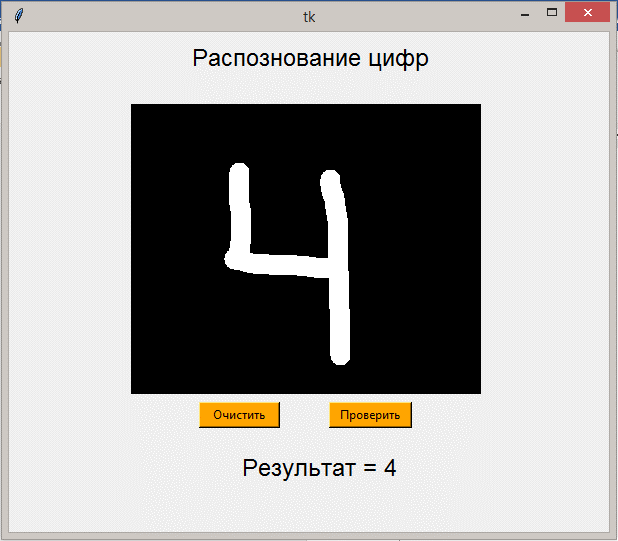 tk
Распознование цифр
4
Очистить Проверить
Результат = 4